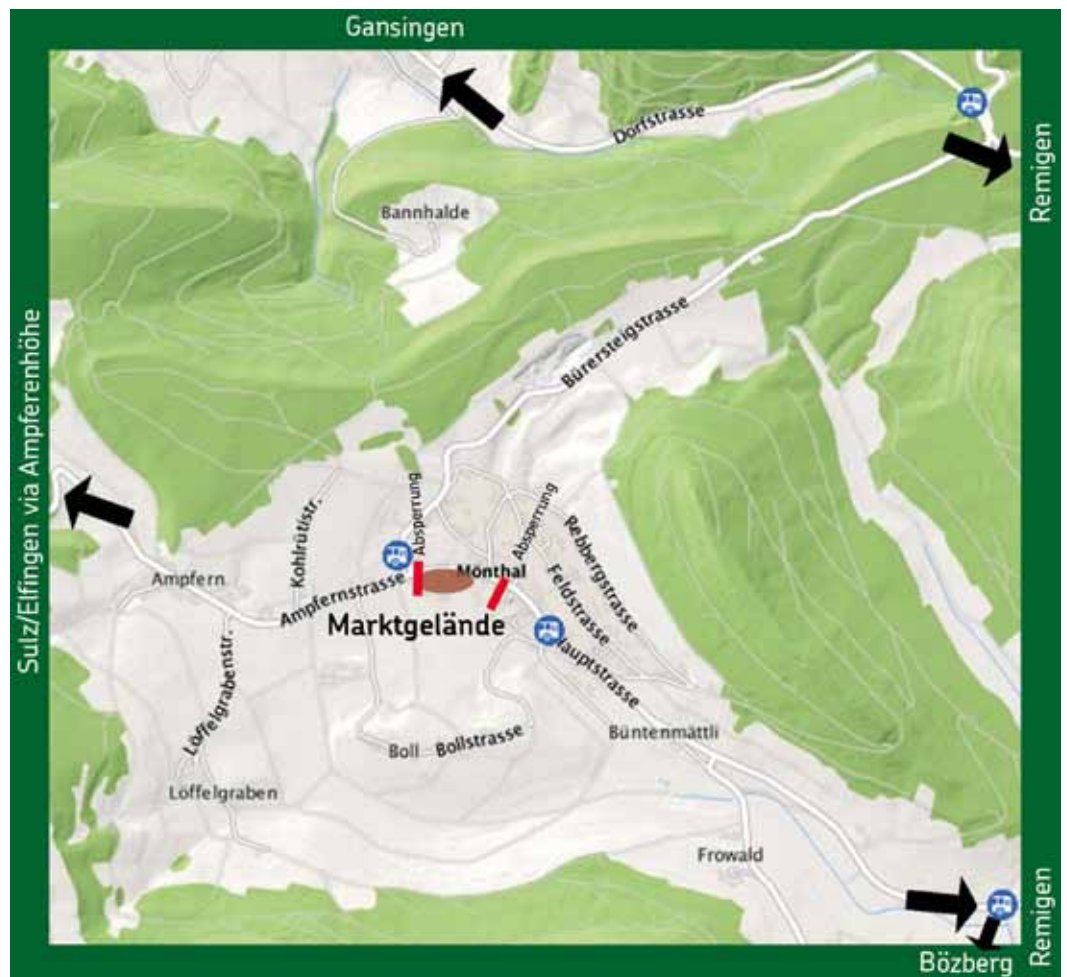 Gansingen
Dorfstrasse
Remigen
Bannhalde
Bürersteigstrasse
Sulz/Elfingen via Ampferenhöhe
Absperrung
Absperrung
Kohlrütistr.
Rebbergstrasse
Ampfern
Ampfernstrasse
Mönthal
Feldstrasse
Marktgelände
Hauptstrasse
Löffelgrabenstr.
Boll
Bollstrasse
Büntenmättli
Löffelgraben
Frowald
Remigen
Bözberg